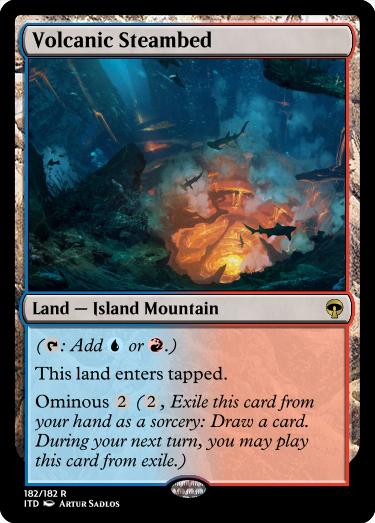 Volcanic Steambed
Land — Island Mountain
(: Add or .)
This land enters tapped.
Ominous 2 (2, Exile this card from
your hand as a sorcery: Draw a card.
During your next turn, you may play
this card from exile.)
182/182 R
ITD Artur Sadlos